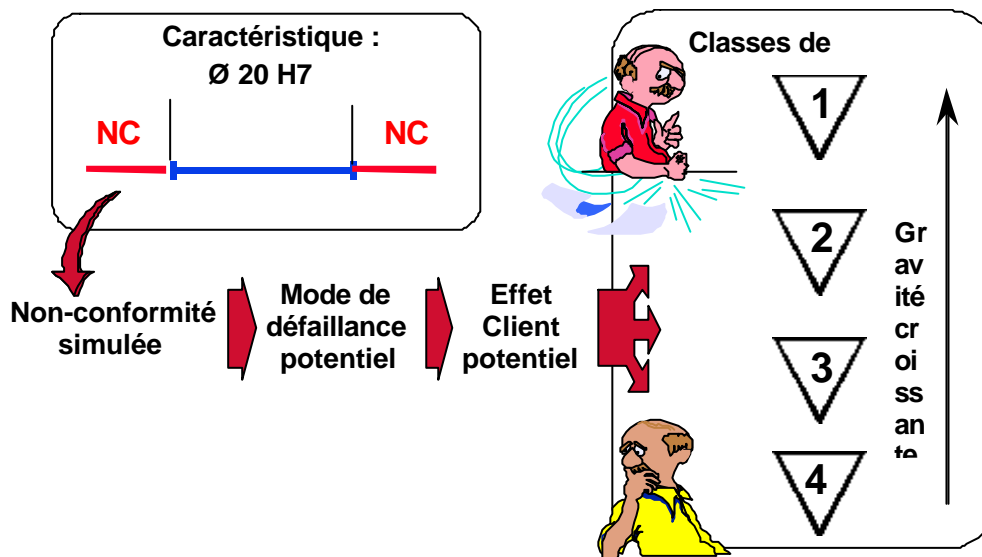 Caractéristique :
Ø 20 H7
NC
NC
Non-conformité
simulée
Mode de
défaillance
potentiel
Effet
Client
potentiel
Classes de
1
2
3
4
Gr
av
ité
cr
oi
ss
an
te